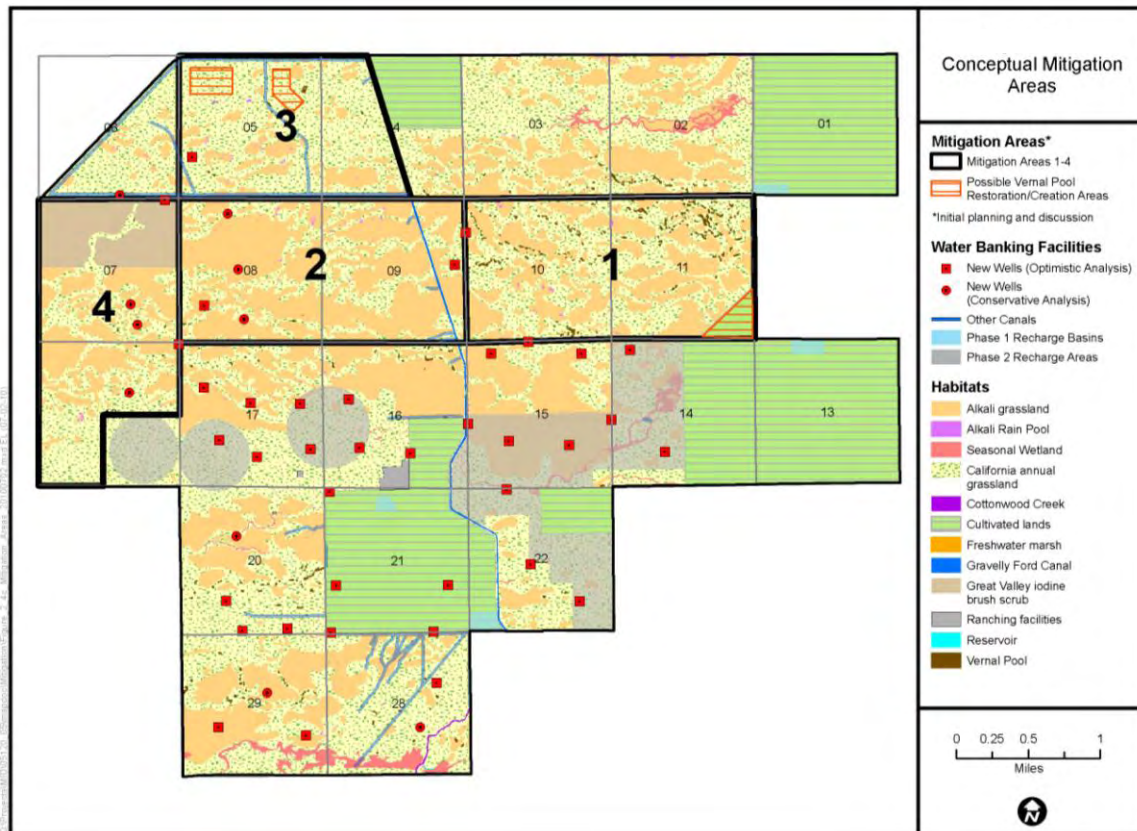 Conceptual Mitigation
Areas
Mitigation Areas*
Mitigation Areas 1-4
Possible Vernal Pool
Restoration/Creation Areas
*Initial planning and discussion
Water Banking Facilities
New Wells (Optimistic Analysis)
New Wells
(Conservative Analysis)
Other Canals
Phase 1 Recharge Basins
Phase 2 Recharge Areas
Habitats
Alkali grassland
Alkali Rain Pool
Seasonal Wetland
California annual
grassland
Cottonwood Creek
Cultivated lands
Freshwater marsh
Gravelly Ford Canal
Great Valley iodine
brush scrub
Ranching facilities
Reservoir
Vernal Pool
0 0.25 0.5 1
Miles
N
05 3 03 02 01
07 08 2 09 10 1 11
4
17 16 15 14 13
20 21 22
29 28